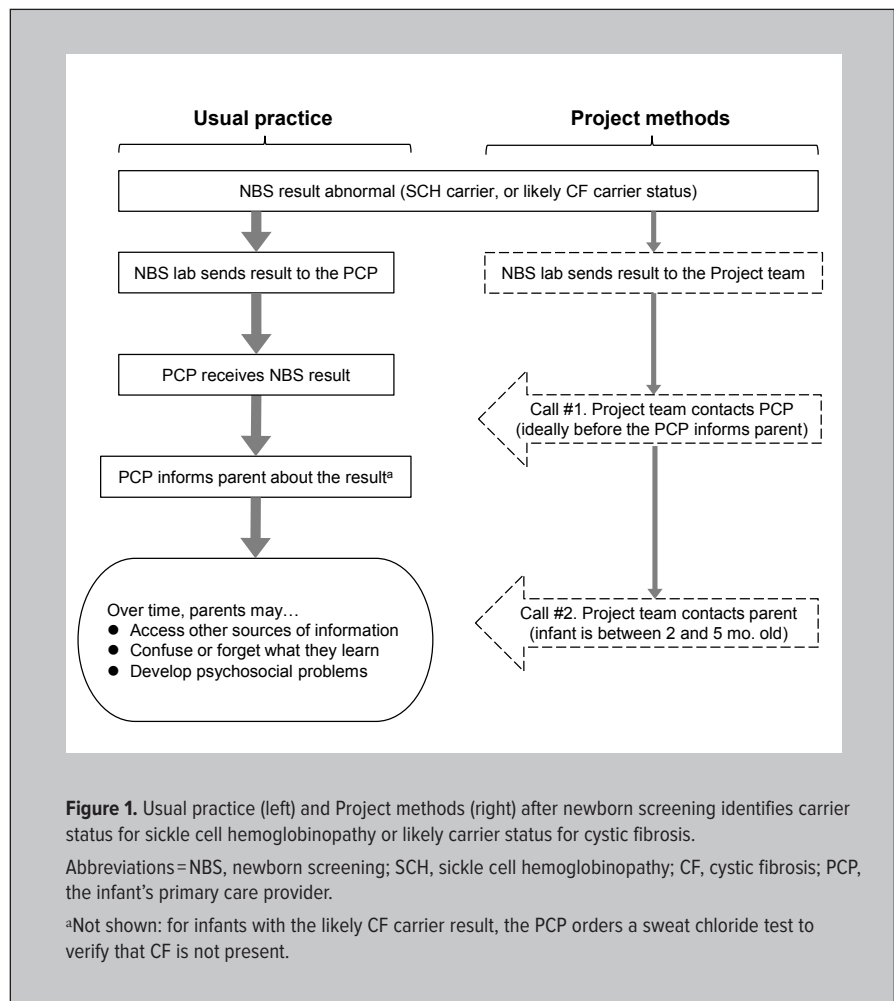 Usual practice
Project methods
NBS result abnormal (SCH carrier, or likely CF carrier status)
NBS lab sends result to the PCP
NBS lab sends result to the Project team
PCP receives NBS result
Call #1. Project team contacts PCP
(ideally before the PCP informs parent)
PCP informs parent about the resultᵃ
Over time, parents may…
● Access other sources of information
● Confuse or forget what they learn
● Develop psychosocial problems
Call #2. Project team contacts parent
(infant is between 2 and 5 mo. old)
Figure 1. Usual practice (left) and Project methods (right) after newborn screening identifies carrier
status for sickle cell hemoglobinopathy or likely carrier status for cystic fibrosis.
Abbreviations=NBS, newborn screening; SCH, sickle cell hemoglobinopathy; CF, cystic fibrosis; PCP,
the infant's primary care provider.
ᵃNot shown: for infants with the likely CF carrier result, the PCP orders a sweat chloride test to
verify that CF is not present.